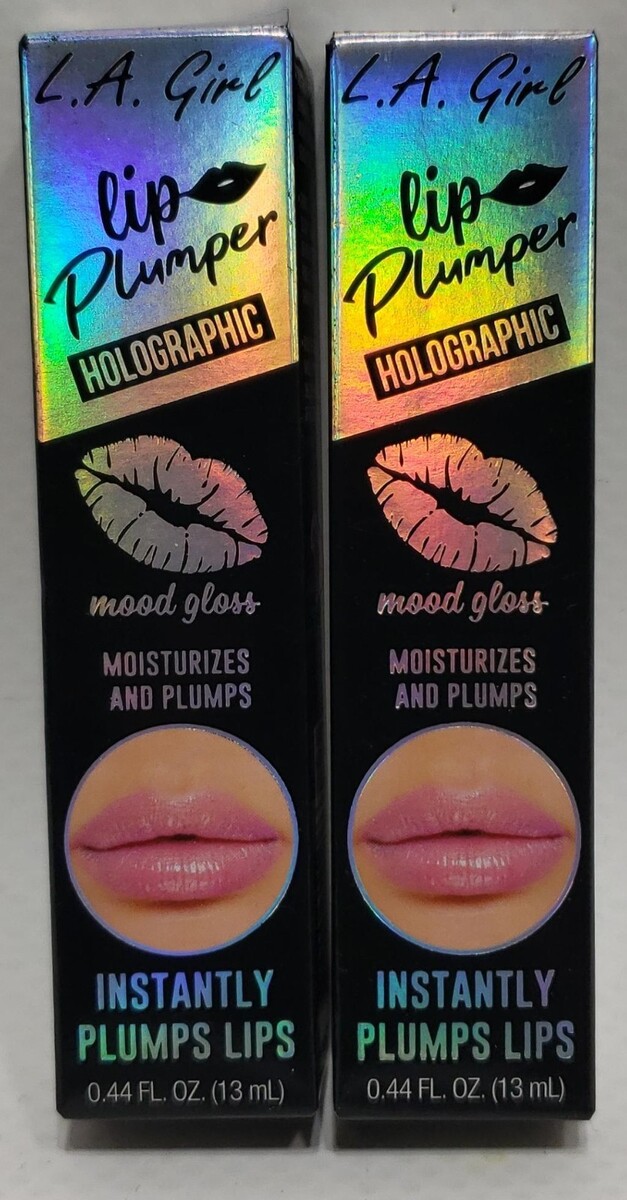 L.A. Girl
lip
Plumper
HOLOGRAPHIC
mood gloss
MOISTURIZES
AND PLUMPS
INSTANTLY
PLUMPS LIPS
0.44 FL. OZ. (13 mL)
L.A. Girl
lip
Plumper
HOLOGRAPHIC
mood gloss
MOISTURIZES
AND PLUMPS
INSTANTLY
PLUMPS LIPS
0.44 FL. OZ. (13 mL)